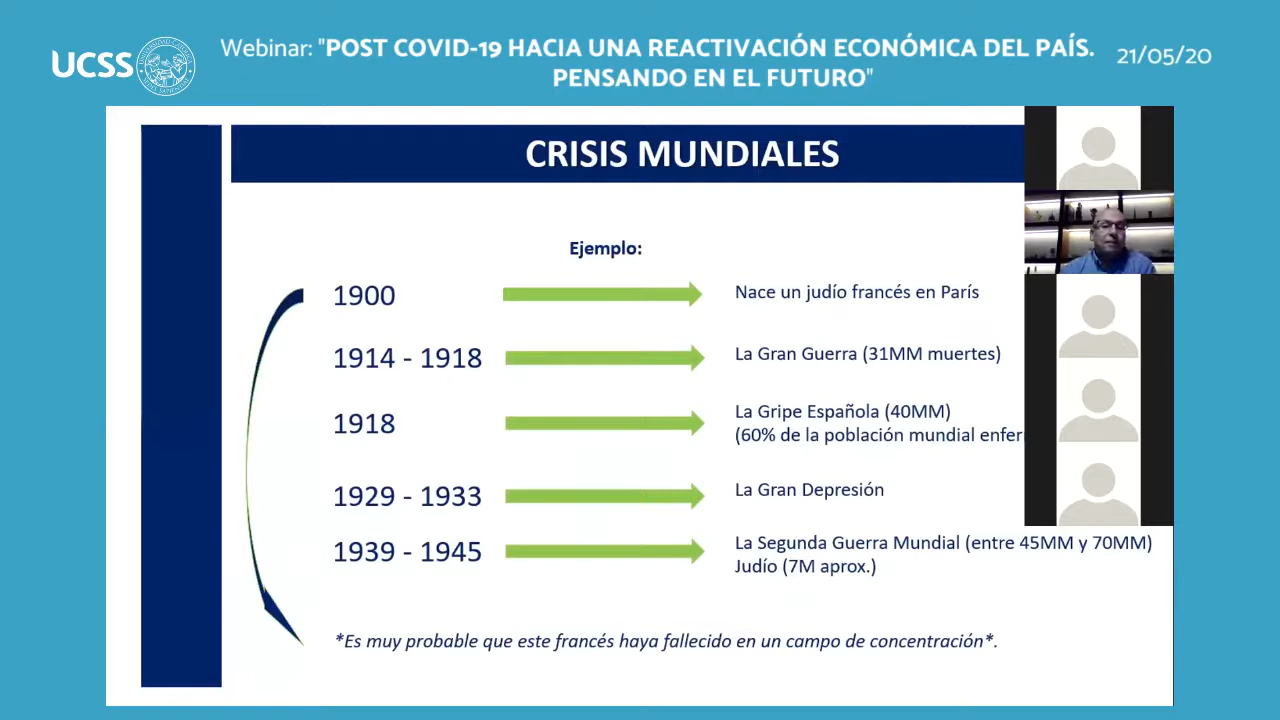 UCSS
Webinar: "POST COVID-19 HACIA UNA REACTIVACIÓN ECONÓMICA DEL PAÍS.
PENSANDO EN EL FUTURO"
21/05/20
CRISIS MUNDIALES
Ejemplo:
1900
Nace un judío francés en París
1914 - 1918
La Gran Guerra (31MM muertes)
1918
La Gripe Española (40MM)
(60% de la población mundial enfer
1929 - 1933
La Gran Depresión
1939 - 1945
La Segunda Guerra Mundial (entre 45MM y 70MM)
Judío (7M aprox.)
*Es muy probable que este francés haya fallecido en un campo de concentración*.